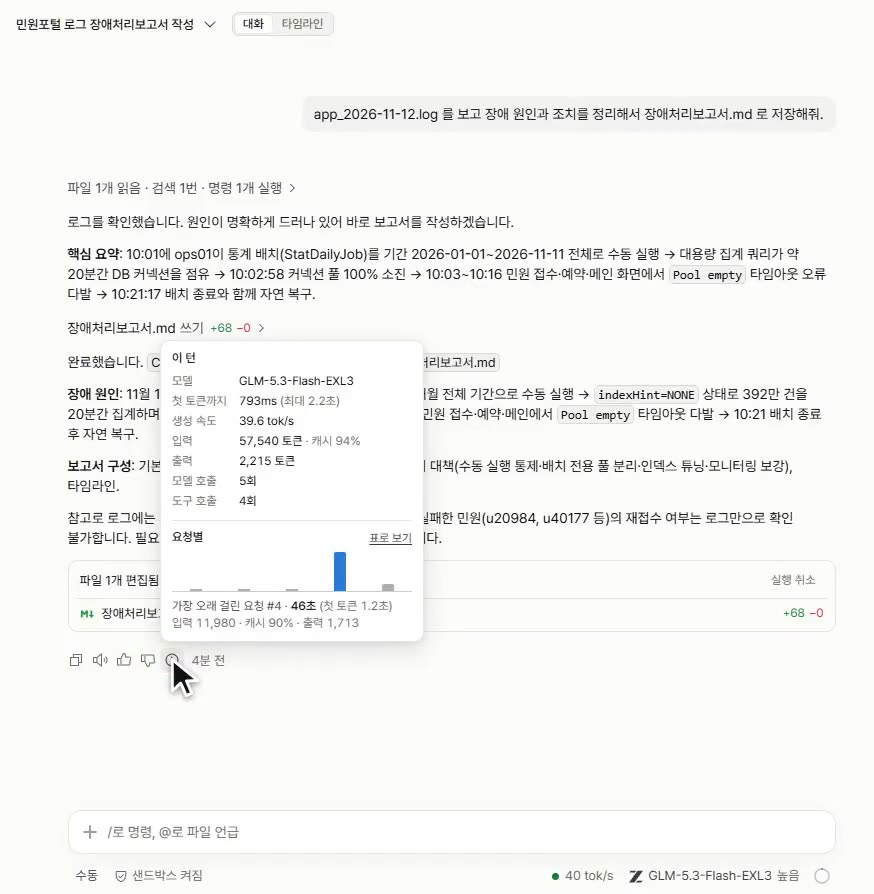 민원포털 로그 장애처리보고서 작성 대화 타임라인
app_2026-11-12.log 를 보고 장애 원인과 조치를 정리해서 장애처리보고서.md 로 저장해줘.
파일 1개 읽음 · 검색 1번 · 명령 1개 실행
로그를 확인했습니다. 원인이 명확하게 드러나 있어 바로 보고서를 작성하겠습니다.
핵심 요약: 10:01에 ops01이 통계 배치(StatDailyJob)를 기간 2026-01-01~2026-11-11 전체로 수동 실행 → 대용량 집계 쿼리가 약
20분간 DB 커넥션을 점유 → 10:02:58 커넥션 풀 100% 소진 → 10:03~10:16 민원 접수·예약·메인 화면에서 Pool empty 타임아웃 오류
다발 → 10:21:17 배치 종료와 함께 자연 복구.
장애처리보고서.md 쓰기 +68 −0
완료했습니다. C
리보고서.md
장애 원인: 11월 1
월 전체 기간으로 수동 실행 → indexHint=NONE 상태로 392만 건을
20분간 집계하며
민원 접수·예약·메인에서 Pool empty 타임아웃 다발 → 10:21 배치 종료
후 자연 복구.
보고서 구성: 기본
대책(수동 실행 통제·배치 전용 풀 분리·인덱스 튜닝·모니터링 보강),
타임라인.
참고로 로그에는
실패한 민원(u20984, u40177 등)의 재접수 여부는 로그만으로 확인
불가합니다. 필요
다.
이 턴
모델 GLM-5.3-Flash-EXL3
첫 토큰까지 793ms (최대 2.2초)
생성 속도 39.6 tok/s
입력 57,540 토큰 · 캐시 94%
출력 2,215 토큰
모델 호출 5회
도구 호출 4회
요청별 표로 보기
가장 오래 걸린 요청 #4 · 46초 (첫 토큰 1.2초)
입력 11,980 · 캐시 90% · 출력 1,713
파일 1개 편집됨 실행 취소
M↓ 장애처리보 +68 −0
4분 전
/로 명령, @로 파일 언급
수동 샌드박스 켜짐 40 tok/s GLM-5.3-Flash-EXL3 높음